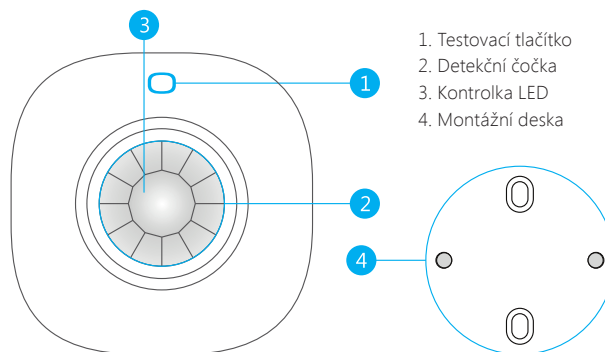 3
1
2
4
1. Testovací tlačítko
2. Detekční čočka
3. Kontrolka LED
4. Montážní deska